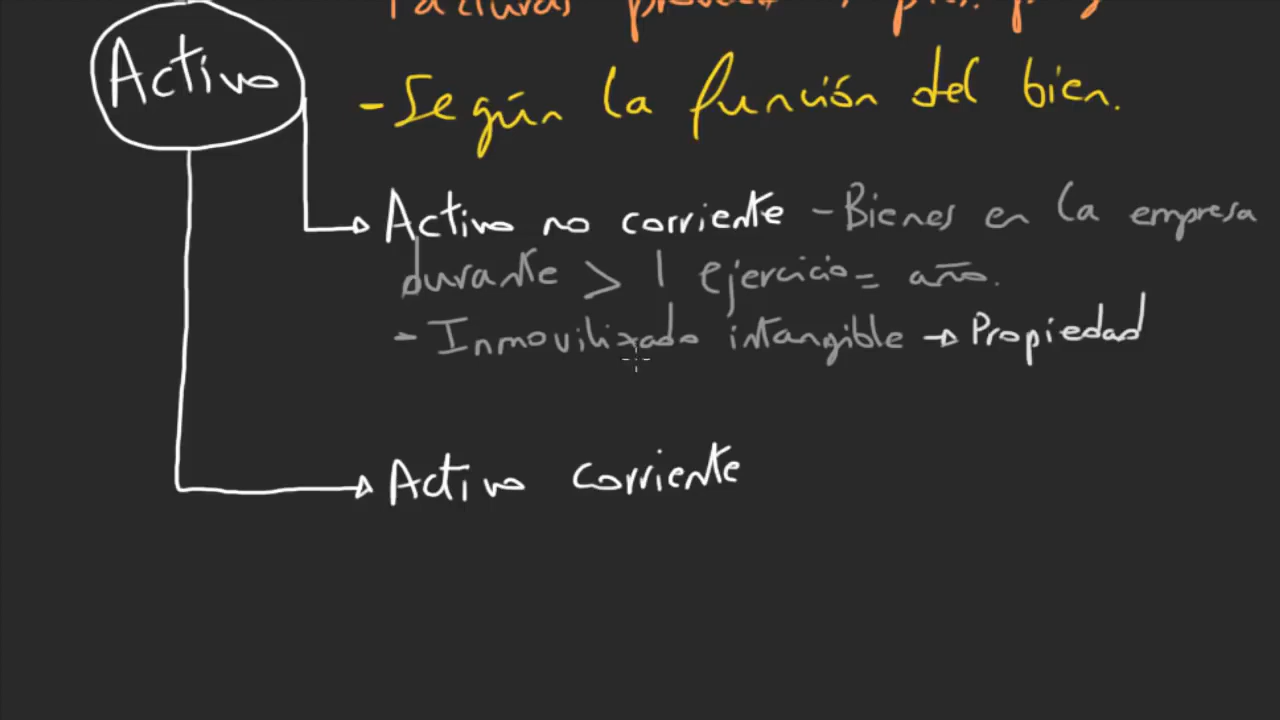 Facturas
Activo
- Según la función del bien.
Activo no corriente - Bienes en la empresa
durante > 1 ejercicio = año.
- Inmovilizado intangible → Propiedad
Activo corriente